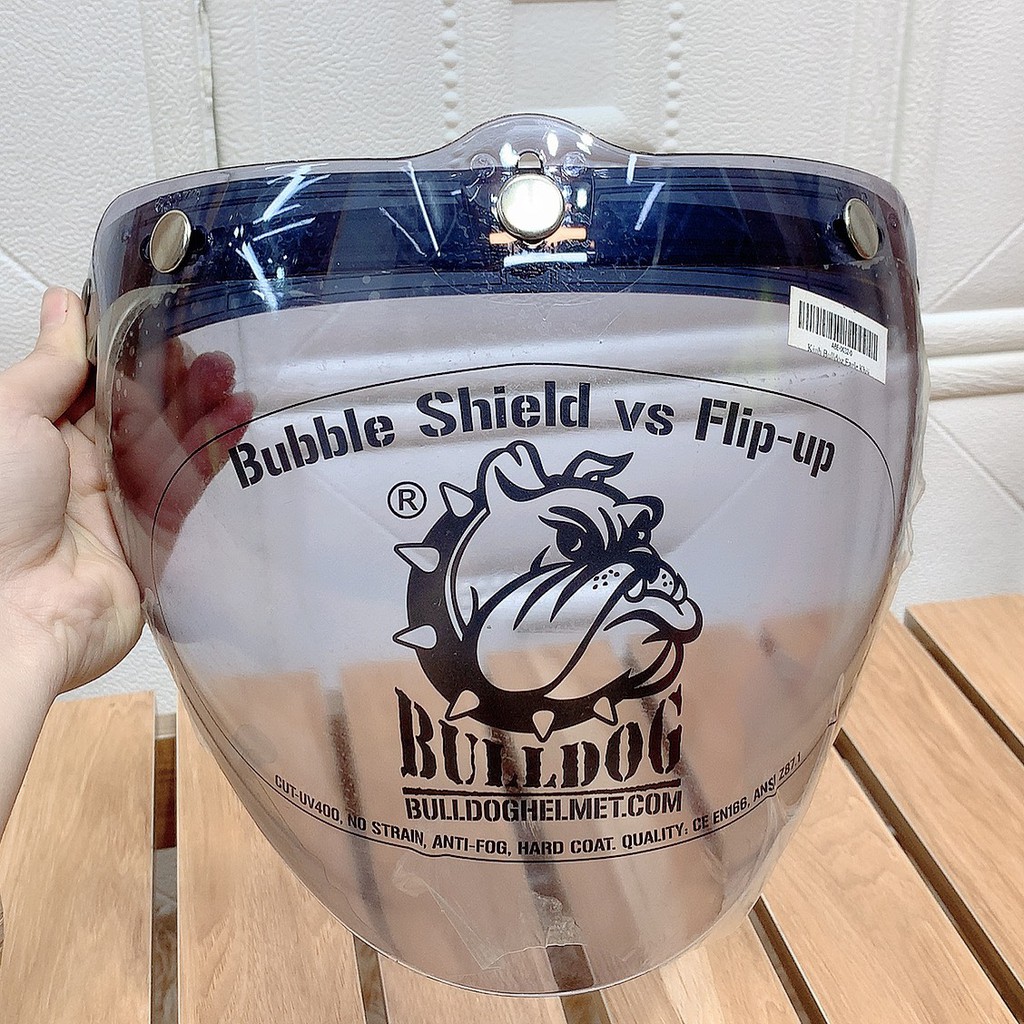 Bubble Shield vs Flip-up
®
BULLDOG
BULLDOGHELMET.COM
CUT-UV400, NO STRAIN, ANTI-FOG, HARD COAT. QUALITY: CE EN166, ANSI Z87.1